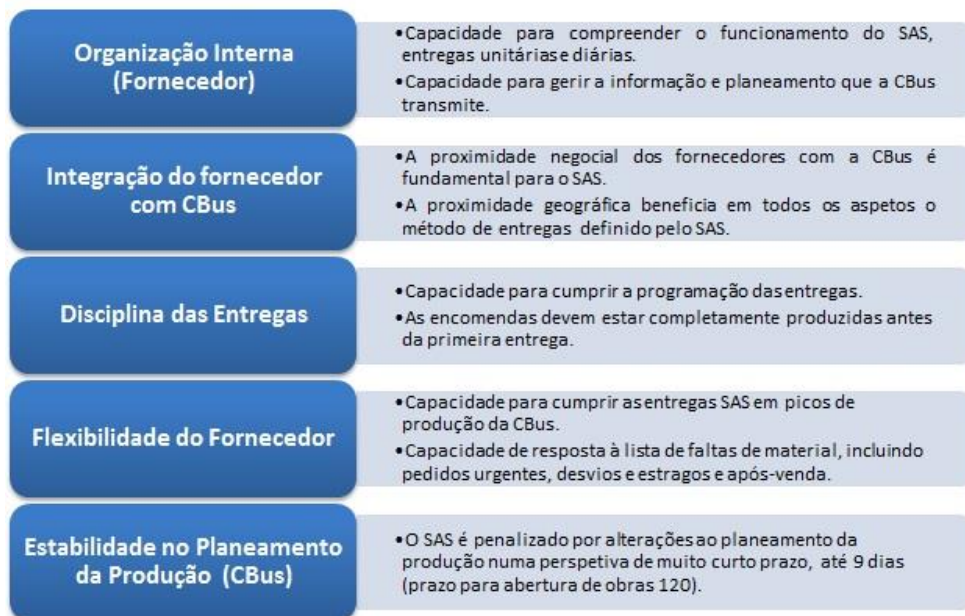 Organização Interna
(Fornecedor)
•Capacidade para compreender o funcionamento do SAS,
entregas unitáriase diárias.
•Capacidade para gerir a informação e planeamento que a CBus
transmite.
Integração do fornecedor
com CBus
•A proximidade negocial dos fornecedores com a CBus é
fundamental para o SAS.
•A proximidade geográfica beneficia em todos os aspetos o
método de entregas definido pelo SAS.
Disciplina das Entregas
•Capacidade para cumprir a programação das entregas.
•As encomendas devem estar completamente produzidas antes
da primeira entrega.
Flexibilidade do Fornecedor
•Capacidade para cumprir as entregas SAS em picos de
produção da CBus.
•Capacidade de resposta à lista de faltas de material, incluindo
pedidos urgentes, desvios e estragos e após-venda.
Estabilidade no Planeamento
da Produção (CBus)
•O SAS é penalizado por alterações ao planeamento da
produção numa perspetiva de muito curto prazo, até 9 dias
(prazo para abertura de obras 120).